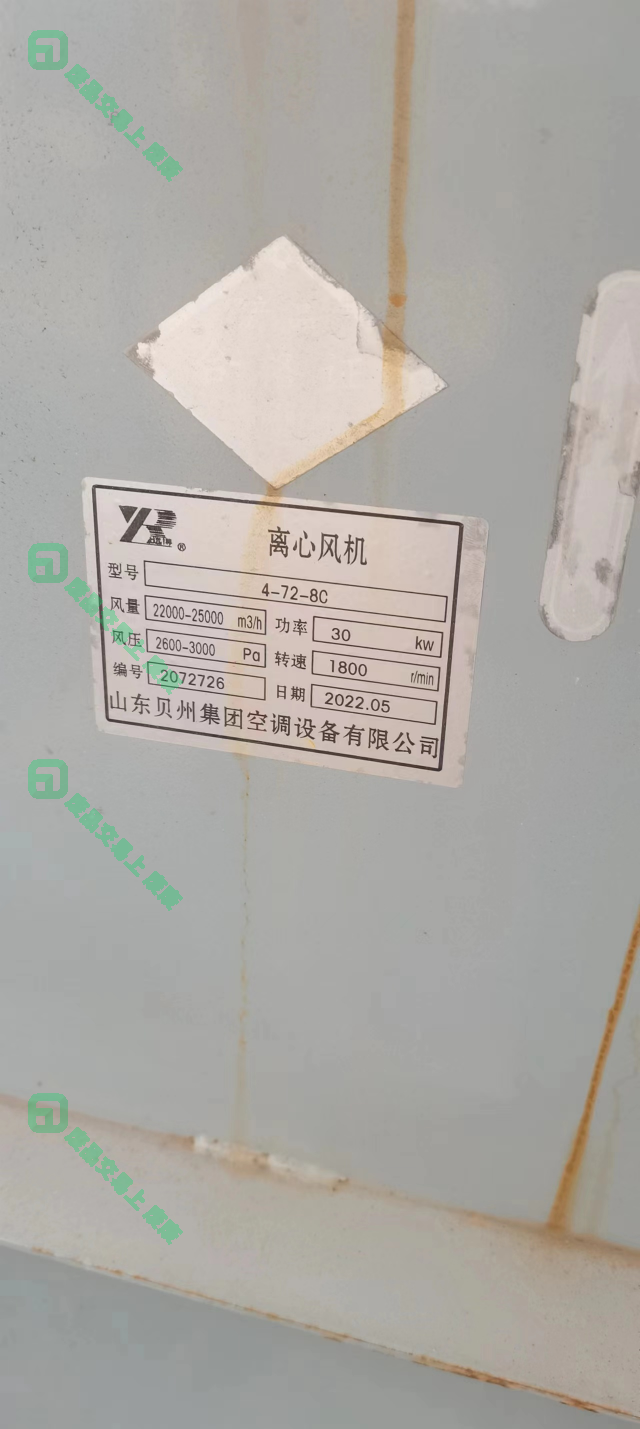 离心风机
型号 4-72-8C
风量 22000-25000 m3/h 功率 30 kw
风压 2600-3000 Pa 转速 1800 r/min
编号 2072726 日期 2022.05
山东贝州集团空调设备有限公司